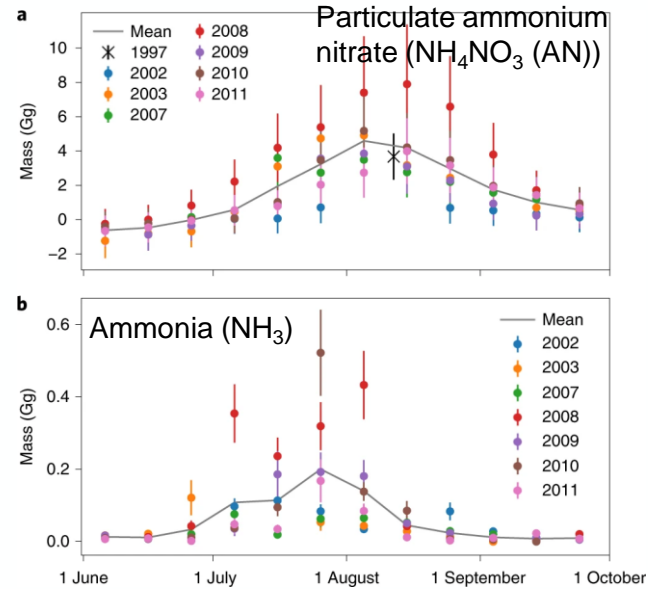 a
Particulate ammonium
nitrate (NH₄NO₃ (AN))
Mean
1997
2002
2003
2007
2008
2009
2010
2011
Mass (Gg)
10
8
6
4
2
0
−2
b
Ammonia (NH₃)
Mean
2002
2003
2007
2008
2009
2010
2011
Mass (Gg)
0.6
0.4
0.2
0.0
1 June
1 July
1 August
1 September
1 October